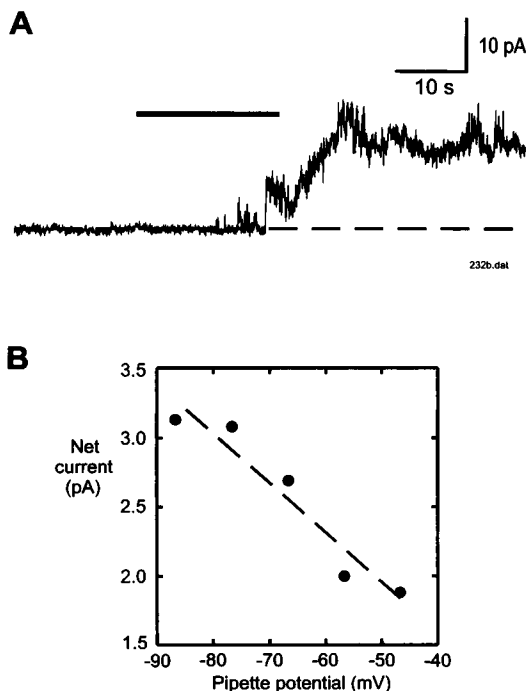 A
10 pA
10 s
232b.dat
B
3.5
3.0
2.5
2.0
1.5
Net
current
(pA)
-90 -80 -70 -60 -50 -40
Pipette potential (mV)